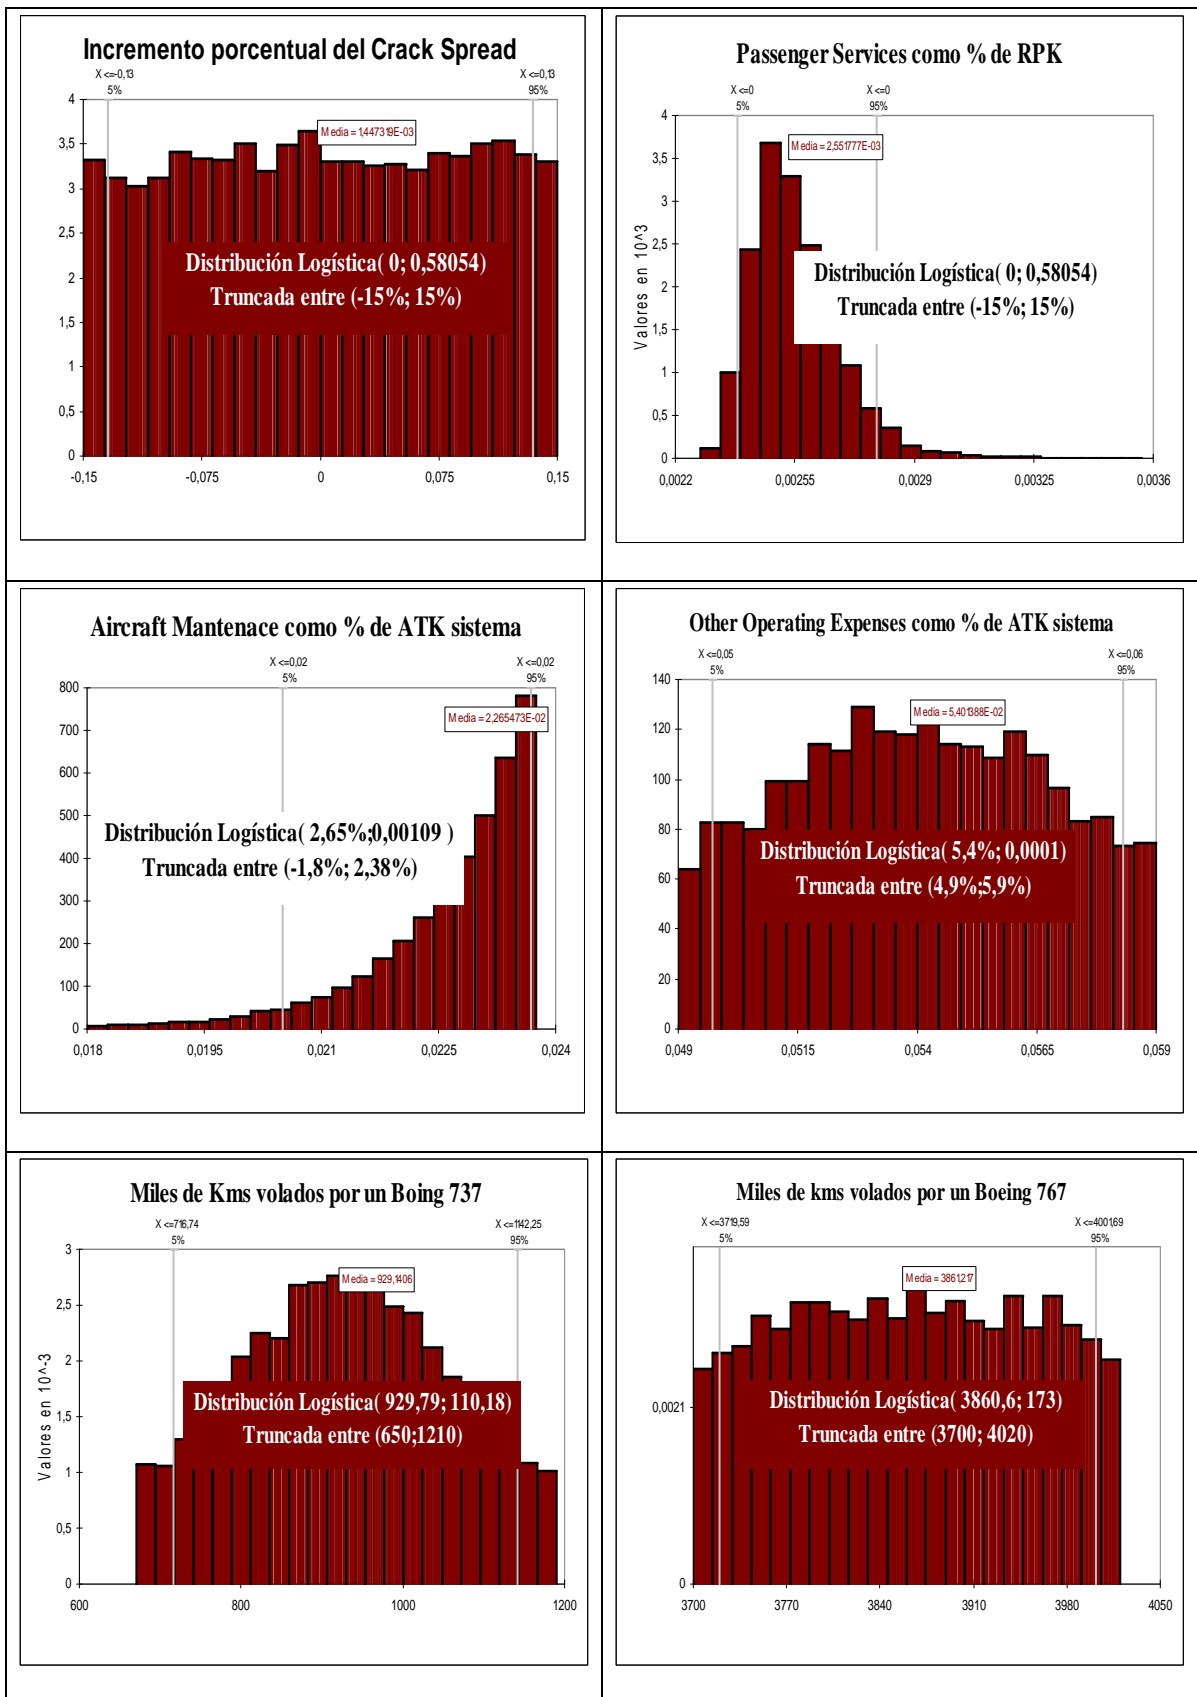 Incremento porcentual del Crack Spread
X <=-0,13
5%
X <=0,13
95%
Media = 1,447319E-03
4
3,5
3
2,5
2
1,5
1
0,5
0
Distribución Logística( 0; 0,58054)
Truncada entre (-15%; 15%)
-0,15
-0,075
0
0,075
0,15
Passenger Services como % de RPK
X <=0
5%
X <=0
95%
Media = 2,551777E-03
Valores en 10^3
4
3,5
3
2,5
2
1,5
1
0,5
0
Distribución Logística( 0; 0,58054)
Truncada entre (-15%; 15%)
0,0022
0,00255
0,0029
0,00325
0,0036
Aircraft Mantenace como % de ATK sistema
X <=0,02
5%
X <=0,02
95%
Media = 2,265473E-02
800
700
600
500
400
300
200
100
0
Distribución Logística( 2,65%;0,00109 )
Truncada entre (-1,8%; 2,38%)
0,018
0,0195
0,021
0,0225
0,024
Other Operating Expenses como % de ATK sistema
X <=0,05
5%
X <=0,06
95%
Media = 5,401388E-02
140
120
100
80
60
40
20
0
Distribución Logística( 5,4%; 0,0001)
Truncada entre (4,9%;5,9%)
0,049
0,0515
0,054
0,0565
0,059
Miles de Kms volados por un Boing 737
X <=716,74
5%
X <=1142,25
95%
Media = 929,1406
Valores en 10^-3
3
2,5
2
1,5
1
0,5
0
Distribución Logística( 929,79; 110,18)
Truncada entre (650;1210)
600
800
1000
1200
Miles de kms volados por un Boeing 767
X <=3719,59
5%
X <=4001,69
95%
Media = 3861,217
0,0021
0
Distribución Logística( 3860,6; 173)
Truncada entre (3700; 4020)
3700
3770
3840
3910
3980
4050